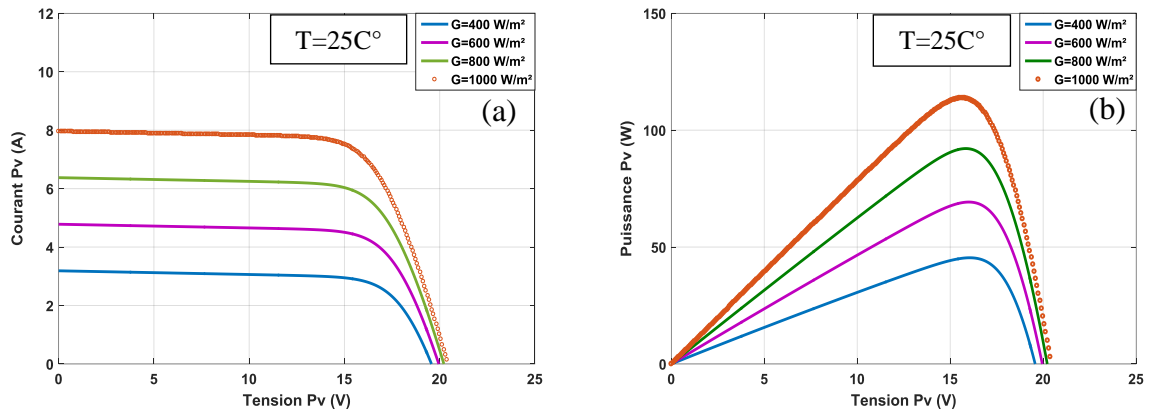 12
10
8
6
4
2
0
0
5
10
15
20
25
Courant Pv (A)
Tension Pv (V)
T=25C°
G=400 W/m²
G=600 W/m²
G=800 W/m²
G=1000 W/m²
(a)
150
100
50
0
0
5
10
15
20
25
Puissance Pv (W)
Tension Pv (V)
T=25C°
G=400 W/m²
G=600 W/m²
G=800 W/m²
G=1000 W/m²
(b)